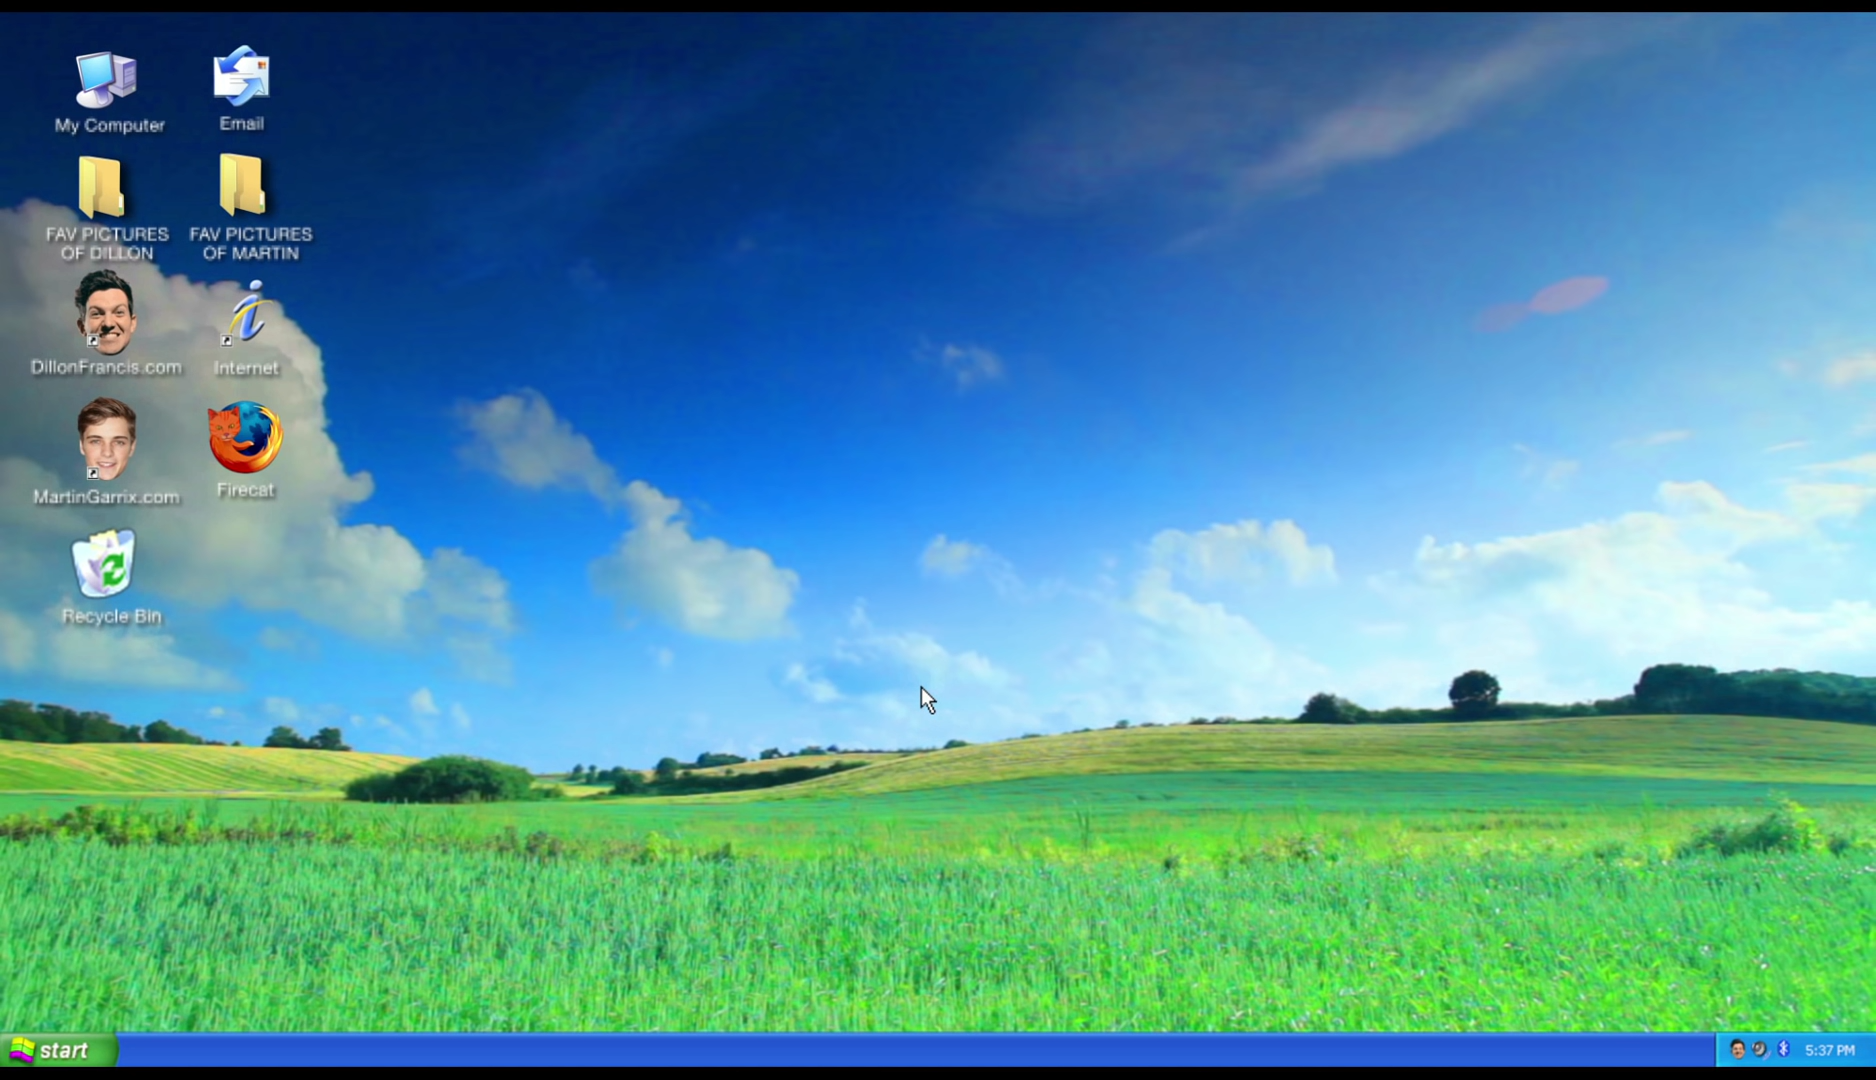 My Computer
Email
FAV PICTURES
OF DILLON
FAV PICTURES
OF MARTIN
DillonFrancis.com
Internet
MartinGarrix.com
Firecat
Recycle Bin
start
5:37 PM